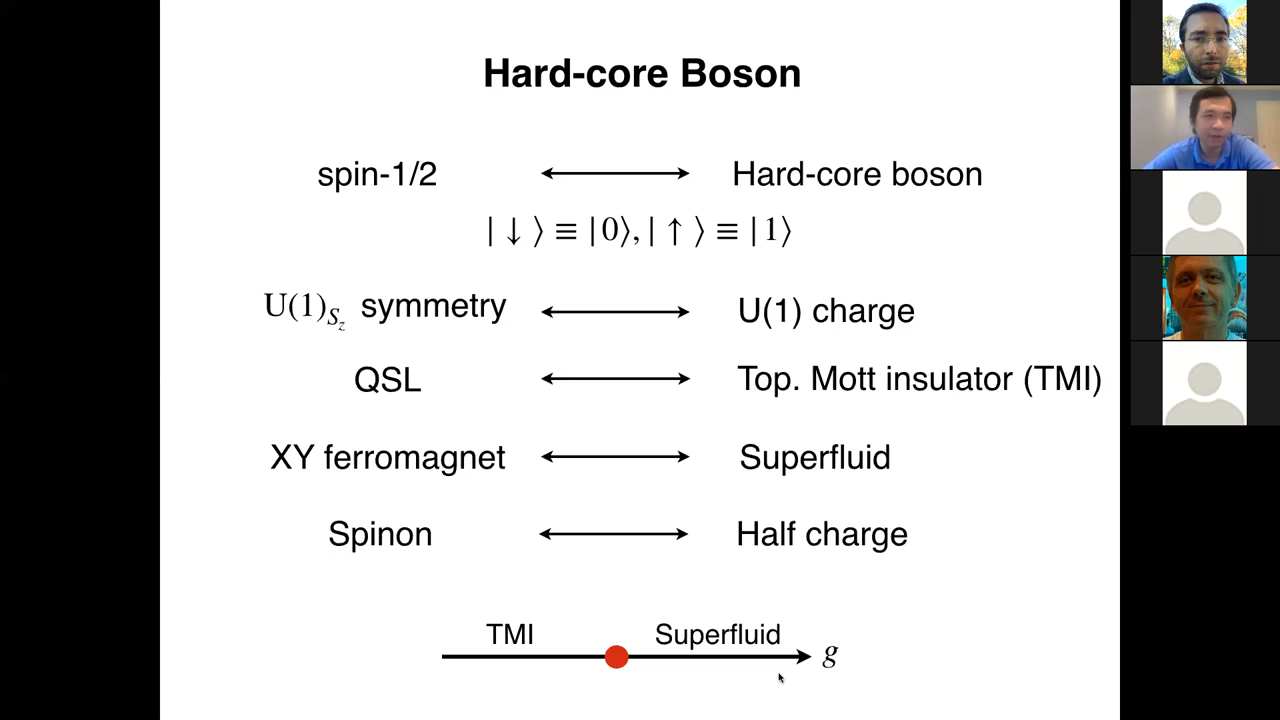 Hard-core Boson
spin-1/2 ⟷ Hard-core boson
|↓⟩ ≡ |0⟩, |↑⟩ ≡ |1⟩
U(1)_{S_z} symmetry ⟷ U(1) charge
QSL ⟷ Top. Mott insulator (TMI)
XY ferromagnet ⟷ Superfluid
Spinon ⟷ Half charge
TMI Superfluid
g